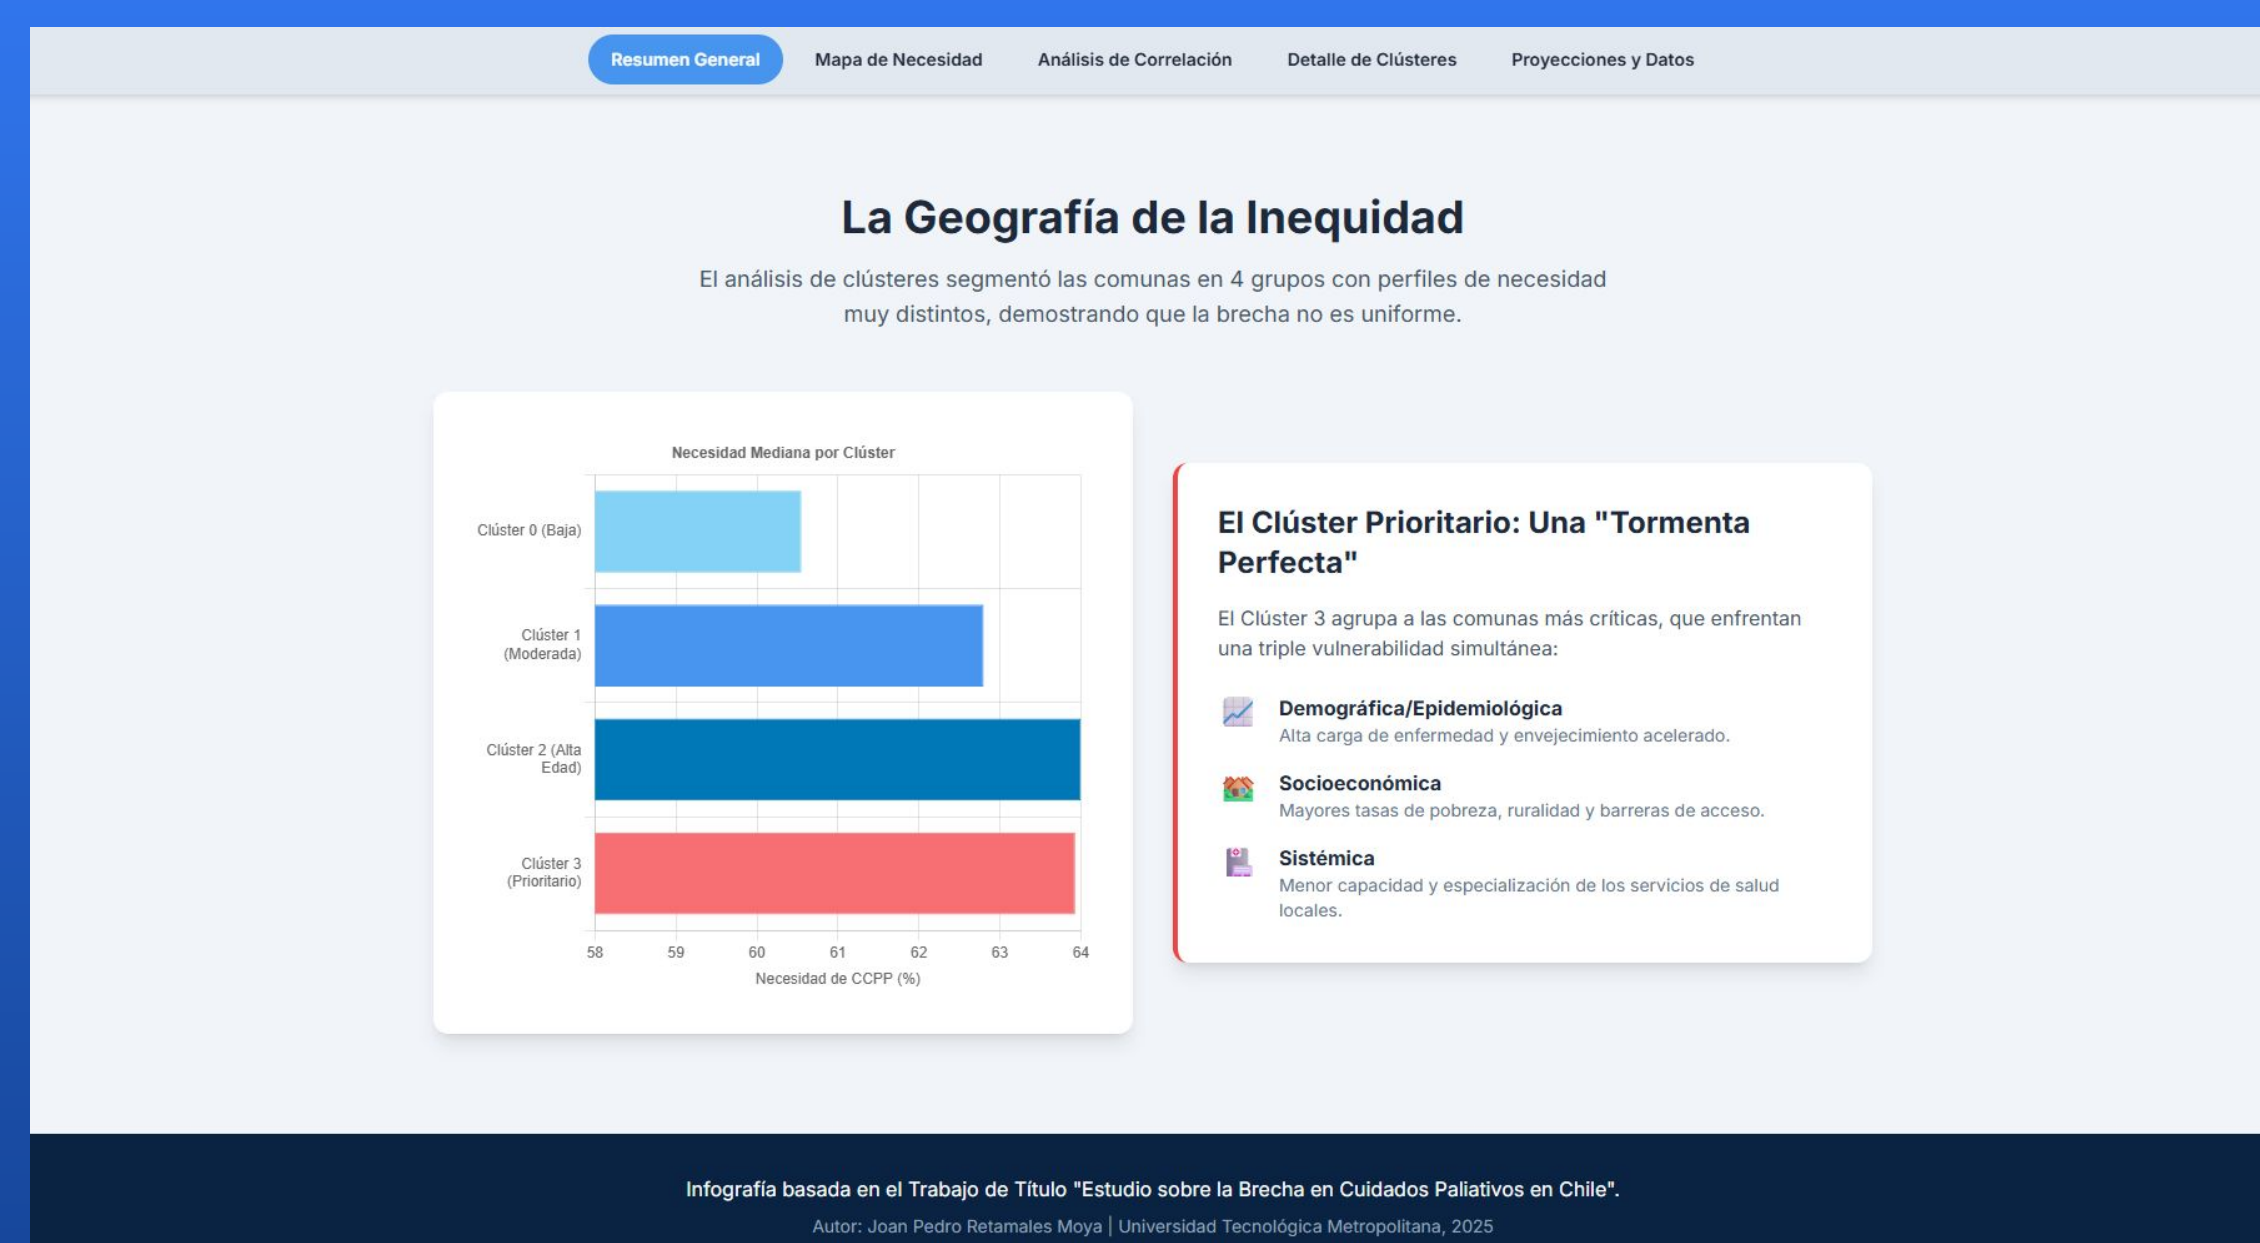 Resumen General
Mapa de Necesidad
Análisis de Correlación
Detalle de Clústeres
Proyecciones y Datos
La Geografía de la Inequidad
El análisis de clústeres segmentó las comunas en 4 grupos con perfiles de necesidad
muy distintos, demostrando que la brecha no es uniforme.
Necesidad Mediana por Clúster
Clúster 0 (Baja)
Clúster 1
(Moderada)
Clúster 2 (Alta
Edad)
Clúster 3
(Prioritario)
58 59 60 61 62 63 64
Necesidad de CCPP (%)
El Clúster Prioritario: Una "Tormenta
Perfecta"
El Clúster 3 agrupa a las comunas más críticas, que enfrentan
una triple vulnerabilidad simultánea:
Demográfica/Epidemiológica
Alta carga de enfermedad y envejecimiento acelerado.
Socioeconómica
Mayores tasas de pobreza, ruralidad y barreras de acceso.
Sistémica
Menor capacidad y especialización de los servicios de salud
locales.
Infografía basada en el Trabajo de Título "Estudio sobre la Brecha en Cuidados Paliativos en Chile".
Autor: Joan Pedro Retamales Moya | Universidad Tecnológica Metropolitana, 2025